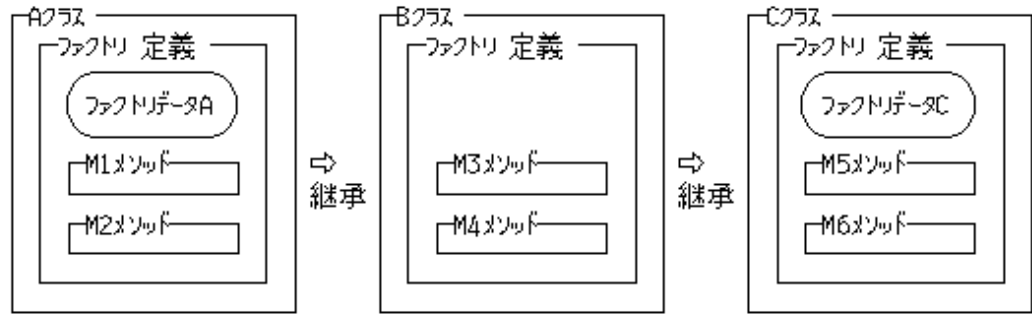 Aクラス
ファクトリ 定義
ファクトリデータA
M1メソッド
M2メソッド
⇨
継承
Bクラス
ファクトリ 定義
M3メソッド
M4メソッド
⇨
継承
Cクラス
ファクトリ 定義
ファクトリデータC
M5メソッド
M6メソッド